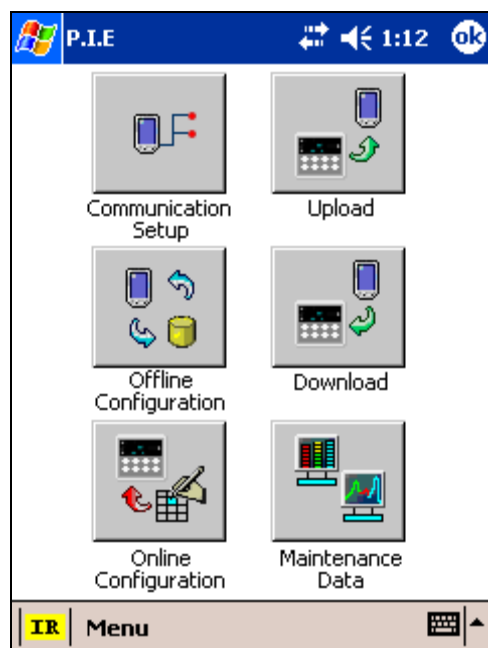 P.I.E 1:12 ok
Communication Setup
Upload
Offline Configuration
Download
Online Configuration
Maintenance Data
IR Menu